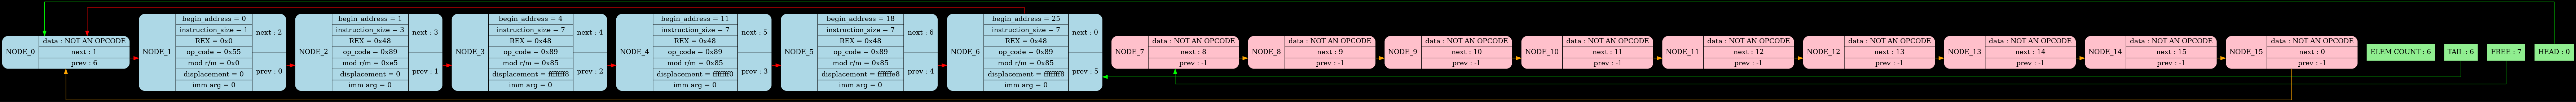 NODE_0
data : NOT AN OPCODE
next : 1
prev : 6
NODE_1
begin_address = 0
instruction_size = 1
REX = 0x0
op_code = 0x55
mod r/m = 0x0
displacement = 0
imm arg = 0
next : 2
prev : 0
NODE_2
begin_address = 1
instruction_size = 3
REX = 0x48
op_code = 0x89
mod r/m = 0xe5
displacement = 0
imm arg = 0
next : 3
prev : 1
NODE_3
begin_address = 4
instruction_size = 7
REX = 0x48
op_code = 0x89
mod r/m = 0x85
displacement = fffffff8
imm arg = 0
next : 4
prev : 2
NODE_4
begin_address = 11
instruction_size = 7
REX = 0x48
op_code = 0x89
mod r/m = 0x85
displacement = fffffff0
imm arg = 0
next : 5
prev : 3
NODE_5
begin_address = 18
instruction_size = 7
REX = 0x48
op_code = 0x89
mod r/m = 0x85
displacement = ffffffe8
imm arg = 0
next : 6
prev : 4
NODE_6
begin_address = 25
instruction_size = 7
REX = 0x48
op_code = 0x89
mod r/m = 0x85
displacement = fffffff8
imm arg = 0
next : 0
prev : 5
NODE_7
data : NOT AN OPCODE
next : 8
prev : -1
NODE_8
data : NOT AN OPCODE
next : 9
prev : -1
NODE_9
data : NOT AN OPCODE
next : 10
prev : -1
NODE_10
data : NOT AN OPCODE
next : 11
prev : -1
NODE_11
data : NOT AN OPCODE
next : 12
prev : -1
NODE_12
data : NOT AN OPCODE
next : 13
prev : -1
NODE_13
data : NOT AN OPCODE
next : 14
prev : -1
NODE_14
data : NOT AN OPCODE
next : 15
prev : -1
NODE_15
data : NOT AN OPCODE
next : 0
prev : -1
ELEM COUNT : 6
TAIL : 6
FREE : 7
HEAD : 0